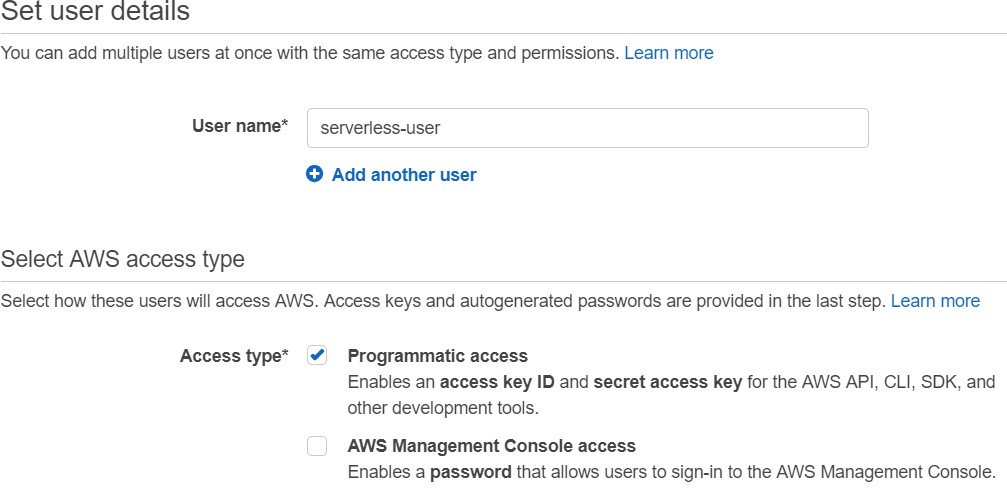 Set user details
You can add multiple users at once with the same access type and permissions. Learn more
User name* serverless-user
Add another user
Select AWS access type
Select how these users will access AWS. Access keys and autogenerated passwords are provided in the last step. Learn more
Access type* Programmatic access
Enables an access key ID and secret access key for the AWS API, CLI, SDK, and
other development tools.
AWS Management Console access
Enables a password that allows users to sign-in to the AWS Management Console.